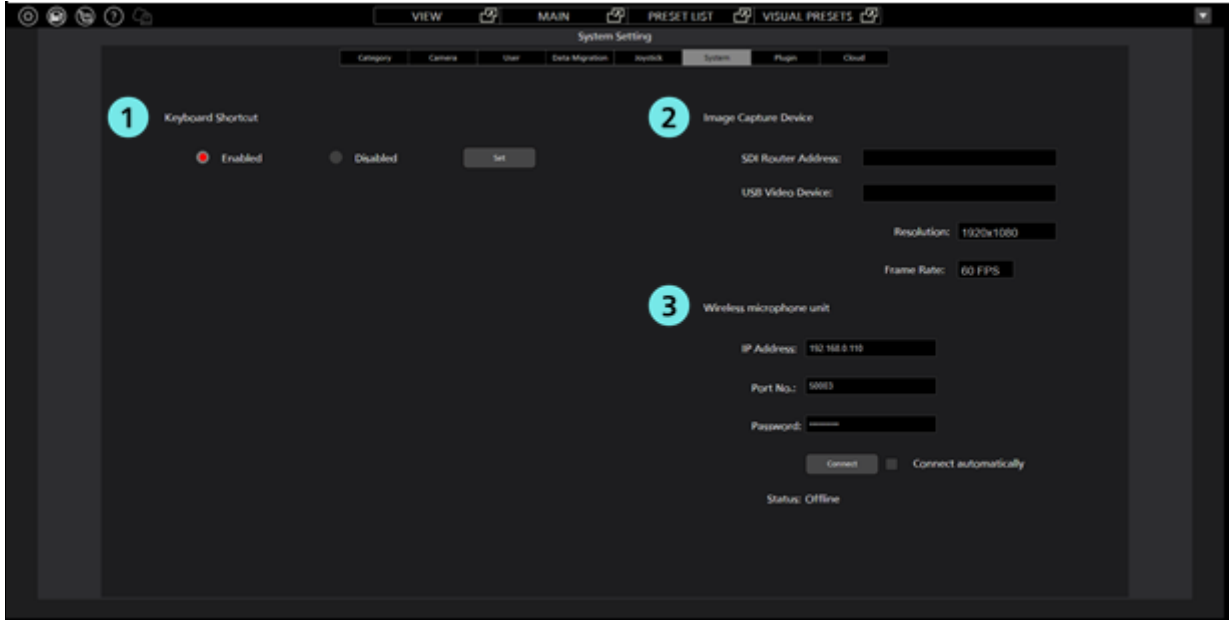 VIEW MAIN PRESET LIST VISUAL PRESETS
System Setting
Category Camera User Data Migration Joystick System Plugin Cloud
1 Keyboard Shortcut
Enabled Disabled Set
2 Image Capture Device
SDI Router Address:
USB Video Device:
Resolution: 1920x1080
Frame Rate: 60 FPS
3 Wireless microphone unit
IP Address: 192.168.0.110
Port No.: 50003
Password:
Connect Connect automatically
Status: Offline